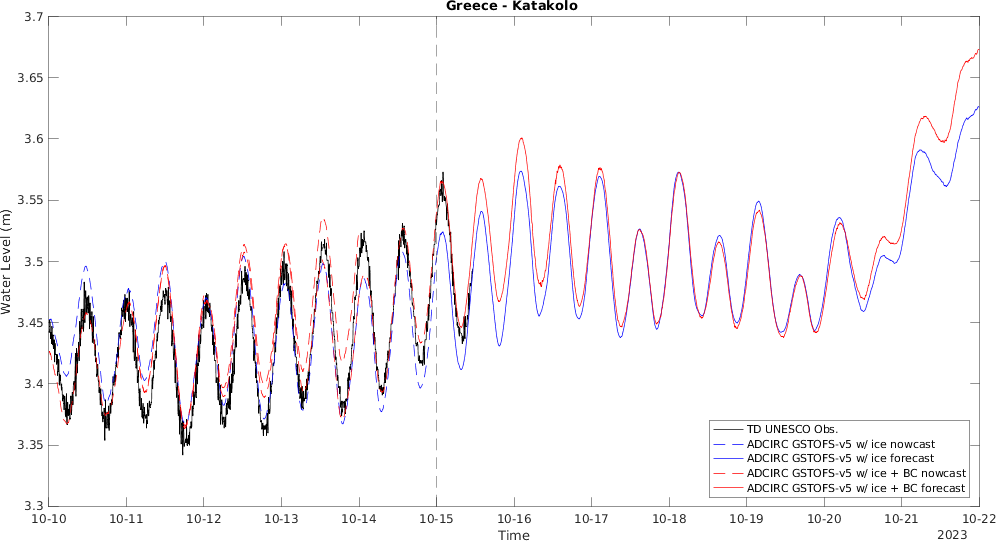 Greece - Katakolo
3.7
3.65
3.6
3.55
3.5
3.45
3.4
3.35
3.3
Water Level (m)
TD UNESCO Obs.
ADCIRC GSTOFS-v5 w/ ice nowcast
ADCIRC GSTOFS-v5 w/ ice forecast
ADCIRC GSTOFS-v5 w/ ice + BC nowcast
ADCIRC GSTOFS-v5 w/ ice + BC forecast
10-10 10-11 10-12 10-13 10-14 10-15 10-16 10-17 10-18 10-19 10-20 10-21 10-22
Time
2023